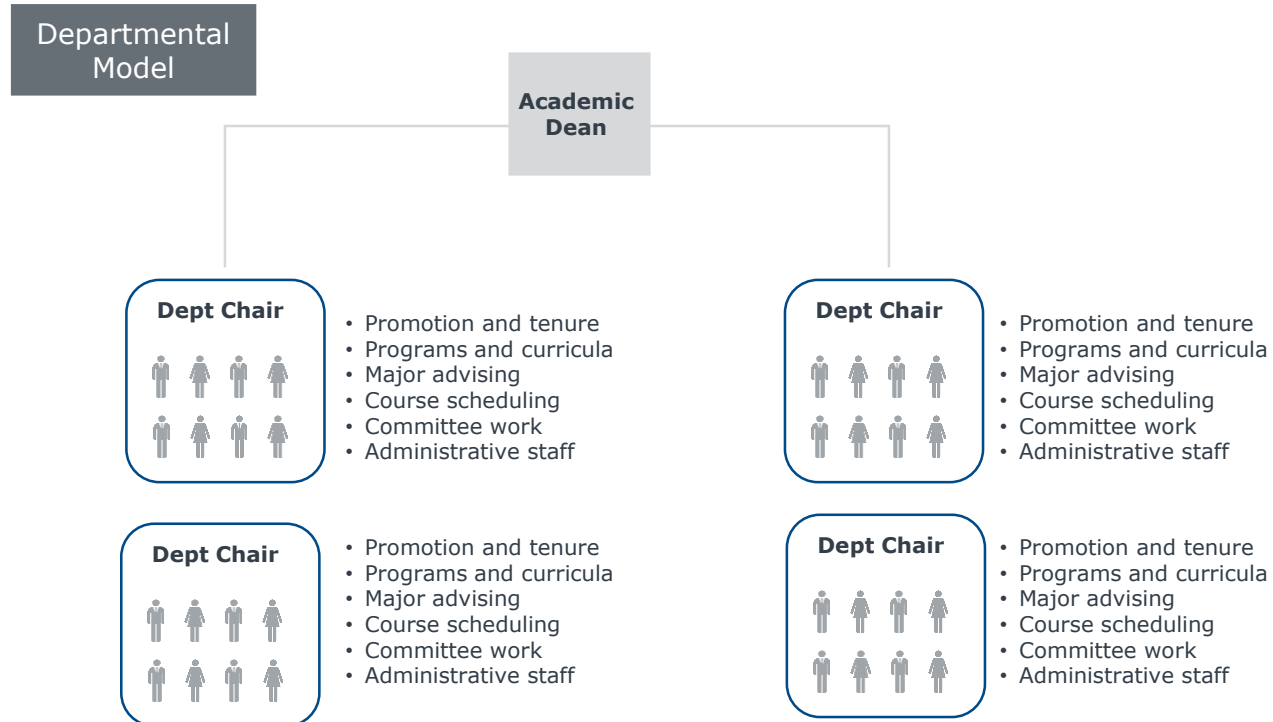 Departmental
Model
Academic
Dean
Dept Chair
• Promotion and tenure
• Programs and curricula
• Major advising
• Course scheduling
• Committee work
• Administrative staff
Dept Chair
• Promotion and tenure
• Programs and curricula
• Major advising
• Course scheduling
• Committee work
• Administrative staff
Dept Chair
• Promotion and tenure
• Programs and curricula
• Major advising
• Course scheduling
• Committee work
• Administrative staff
Dept Chair
• Promotion and tenure
• Programs and curricula
• Major advising
• Course scheduling
• Committee work
• Administrative staff